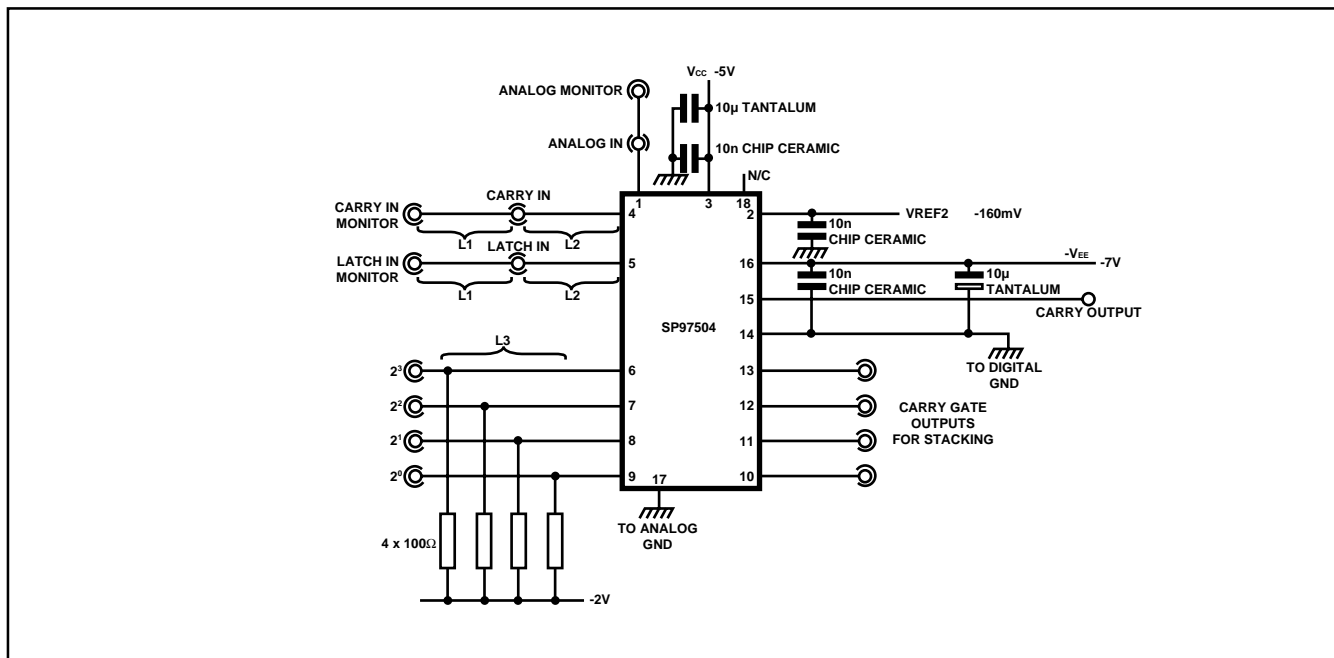 Vcc -5V
ANALOG MONITOR
10µ TANTALUM
ANALOG IN
10n CHIP CERAMIC
N/C
CARRY IN
1
3
18
CARRY IN
MONITOR
4
2
VREF2 -160mV
L1
L2
10n
CHIP CERAMIC
LATCH IN
LATCH IN
MONITOR
5
16
-VEE
-7V
L1
L2
10n
CHIP CERAMIC
10µ
TANTALUM
15
CARRY OUTPUT
SP97504
14
L3
TO DIGITAL
GND
2³
6
13
2²
7
12
CARRY GATE
OUTPUTS
FOR STACKING
2¹
8
11
2⁰
9
17
10
TO ANALOG
GND
4 x 100Ω
-2V